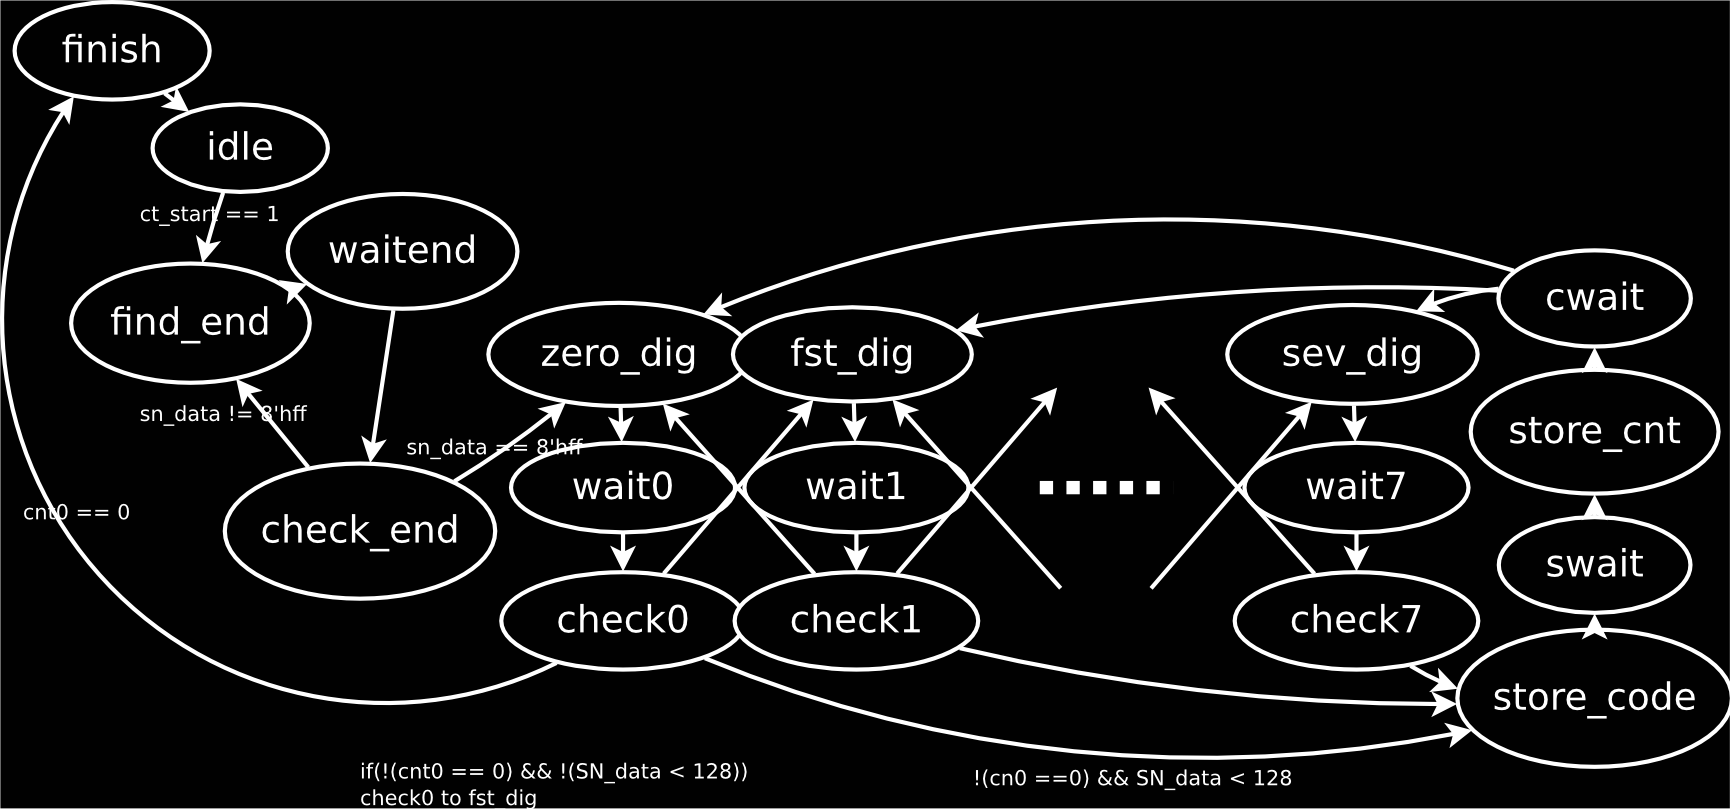 finish
idle
ct_start == 1
waitend
find_end
cwait
zero_dig
fst_dig
sev_dig
sn_data != 8'hff
store_cnt
sn_data == 8'hff
wait0
wait1
wait7
cnt0 == 0
check_end
swait
check0
check1
check7
store_code
if(!(cnt0 == 0) && !(SN_data < 128))
check0 to fst_dig
!(cn0 ==0) && SN_data < 128